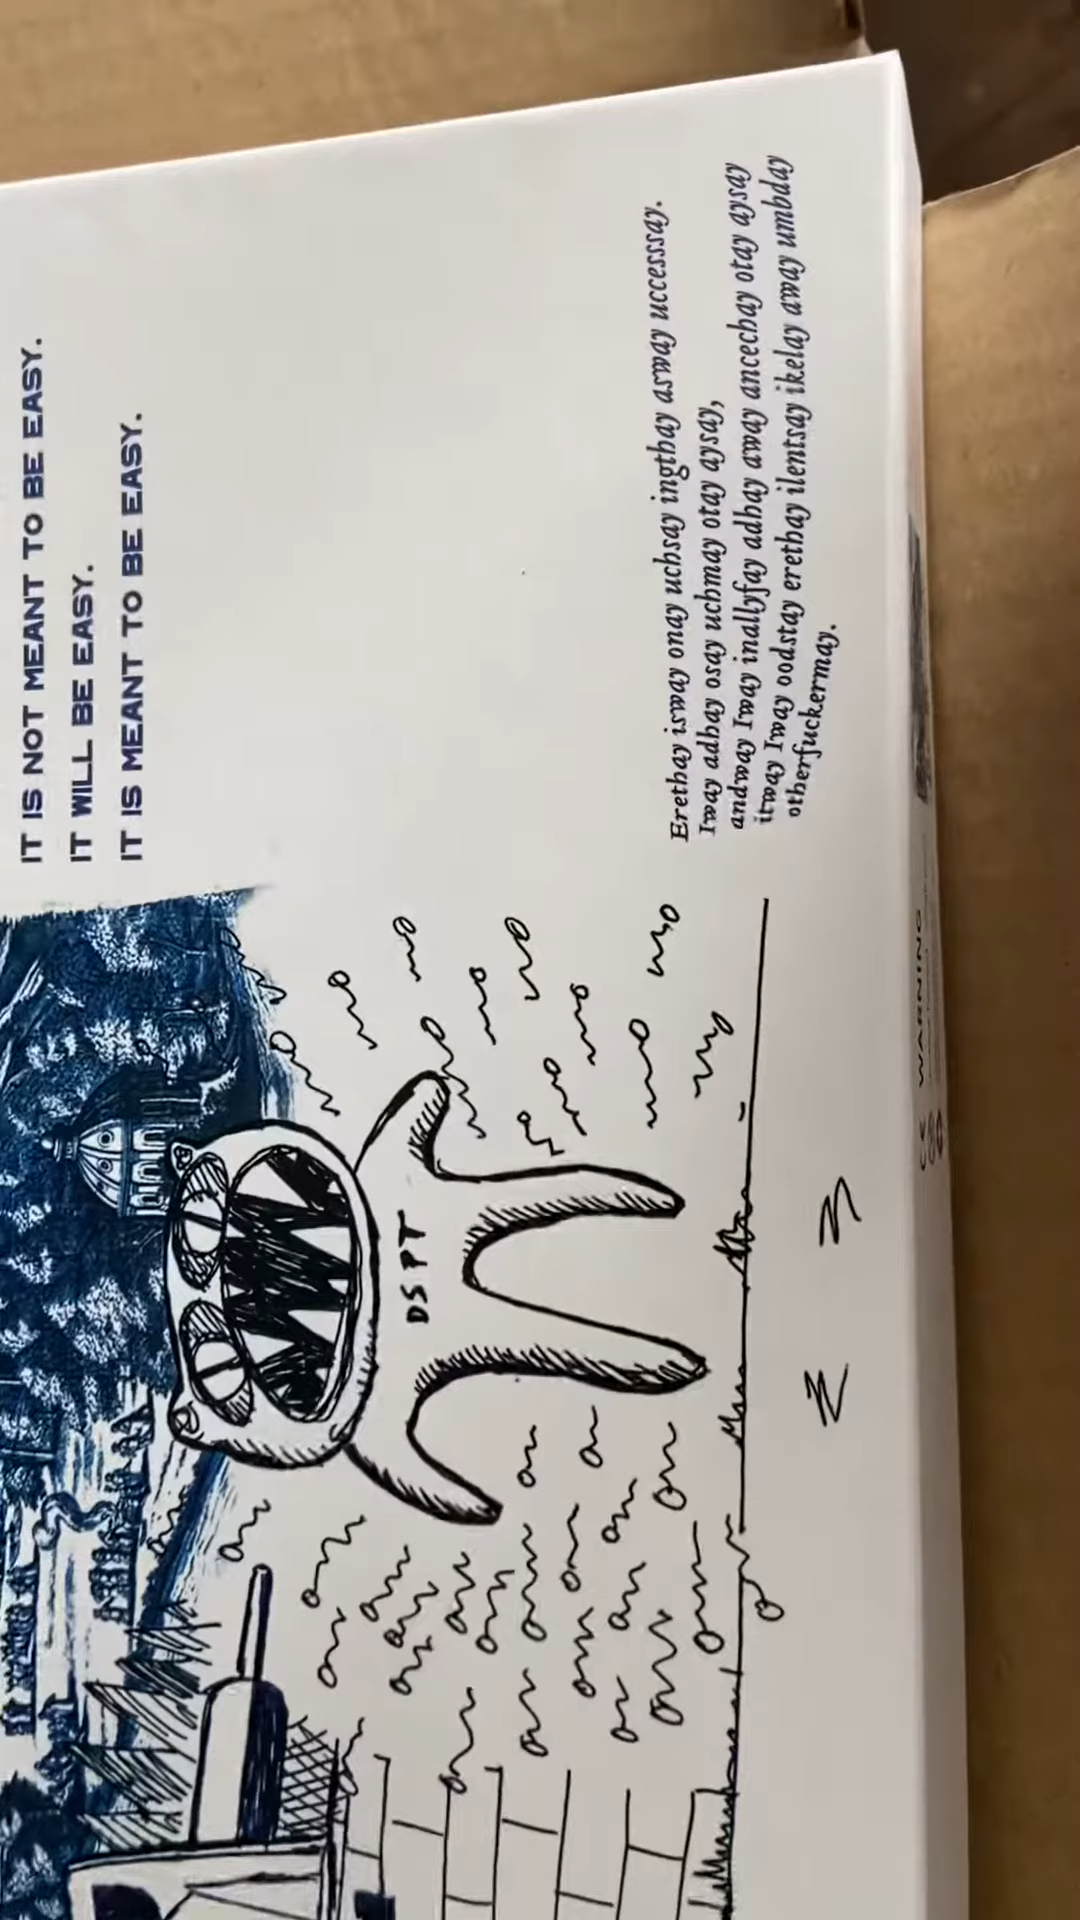 IT IS NOT MEANT TO BE EASY.
IT WILL BE EASY.
IT IS MEANT TO BE EASY.
Erethay isway onay uchsay ingthay asway uccesssay.
Iway adhay osay uchmay otay aysay,
andway Iway inallyfay adhay away ancechay otay aysay
itway Iway oodstay erethay ilentsay ikelay away umbday
otherfuckermay.
DSPT
WARNING
CE